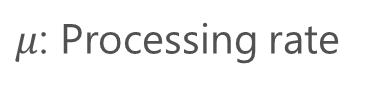 𝜇: Processing rate